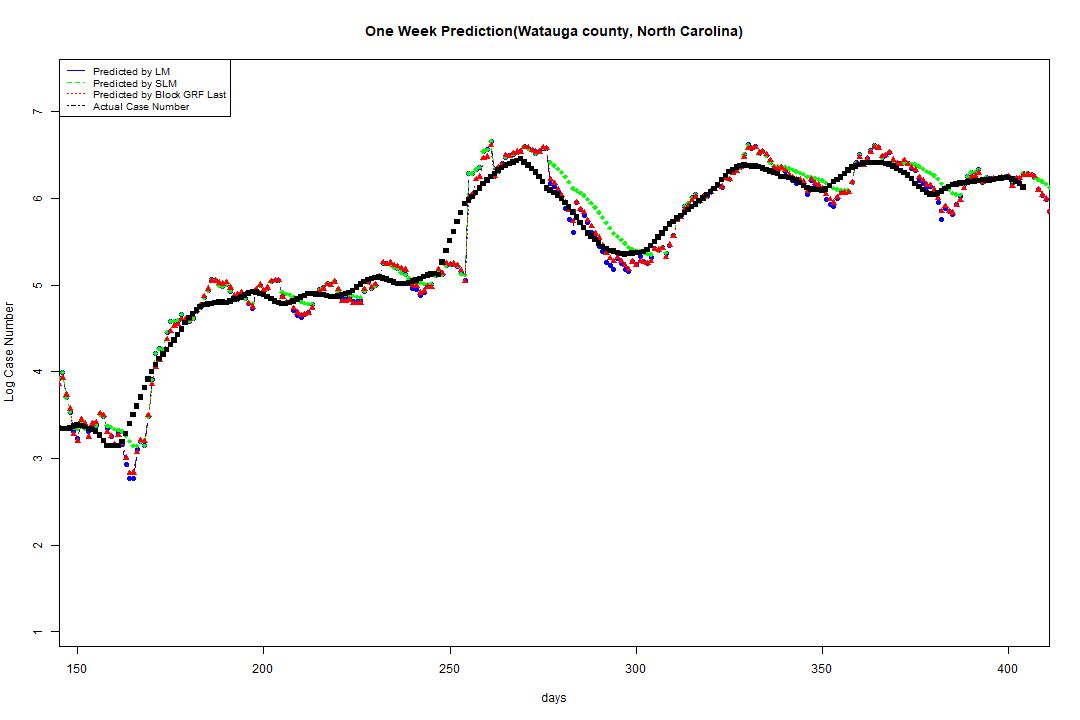 One Week Prediction(Watauga county, North Carolina)
Predicted by LM
Predicted by SLM
Predicted by Block GRF Last
Actual Case Number
7
6
5
4
3
2
1
Log Case Number
150 200 250 300 350 400
days